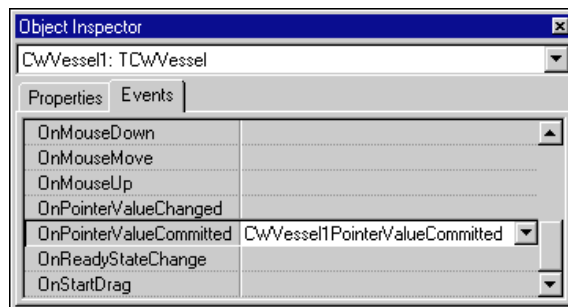 Object Inspector
CWVessel1: TCWVessel
Properties Events
OnMouseDown
OnMouseMove
OnMouseUp
OnPointerValueChanged
OnPointerValueCommitted CWVessel1PointerValueCommitted
OnReadyStateChange
OnStartDrag